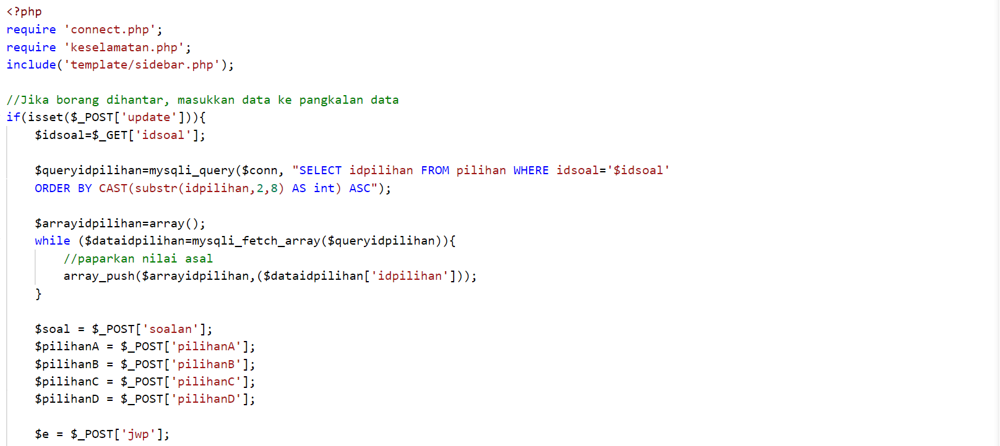 <?php
require 'connect.php';
require 'keselamatan.php';
include('template/sidebar.php');
//Jika borang dihantar, masukkan data ke pangkalan data
if(isset($_POST['update'])){
$idsoal=$_GET['idsoal'];
$queryidpilihan=mysqli_query($conn, "SELECT idpilihan FROM pilihan WHERE idsoal='$idsoal'
ORDER BY CAST(substr(idpilihan,2,8) AS int) ASC");
$arrayidpilihan=array();
while ($dataidpilihan=mysqli_fetch_array($queryidpilihan)){
//paparkan nilai asal
array_push($arrayidpilihan,($dataidpilihan['idpilihan']));
}
$soal = $_POST['soalan'];
$pilihanA = $_POST['pilihanA'];
$pilihanB = $_POST['pilihanB'];
$pilihanC = $_POST['pilihanC'];
$pilihanD = $_POST['pilihanD'];
$e = $_POST['jwp'];